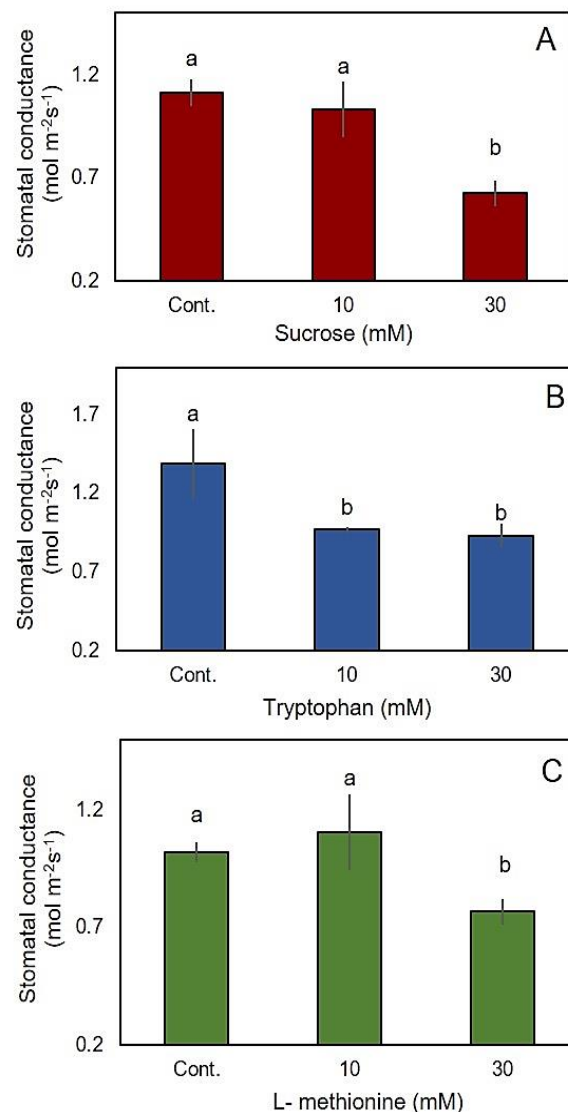 A
Stomatal conductance
(mol m⁻²s⁻¹)
1.2
0.7
0.2
a
a
b
Cont.
10
30
Sucrose (mM)
B
Stomatal conductance
(mol m⁻²s⁻¹)
1.7
1.2
0.7
0.2
a
b
b
Cont.
10
30
Tryptophan (mM)
C
Stomatal conductance
(mol m⁻²s⁻¹)
1.2
0.7
0.2
a
a
b
Cont.
10
30
L- methionine (mM)